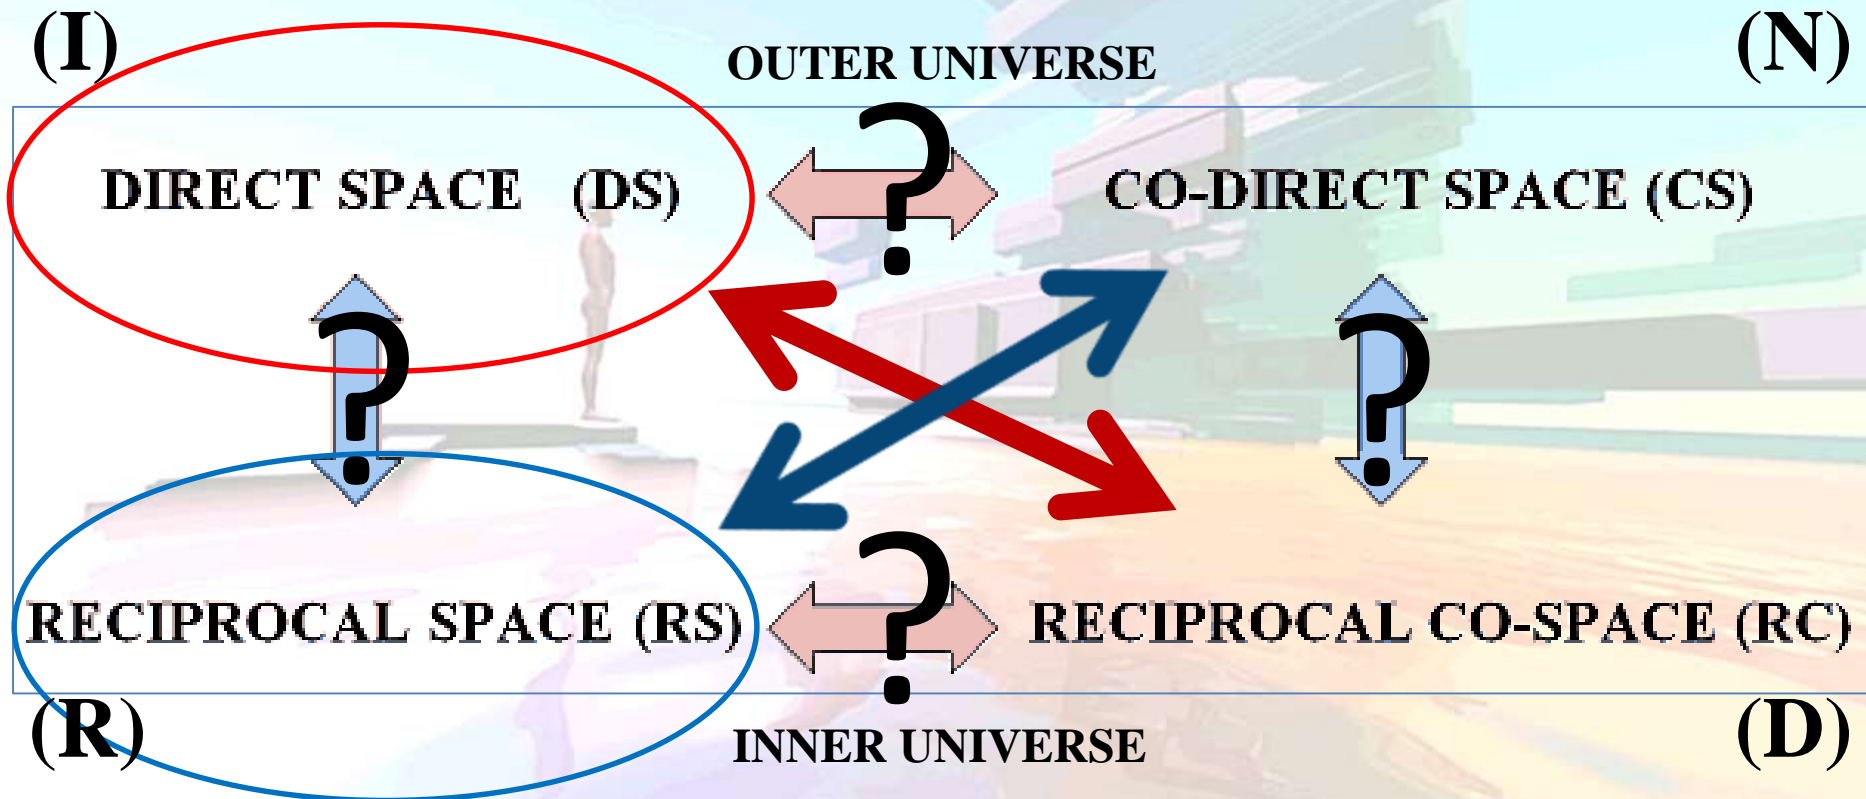 (I)
OUTER UNIVERSE
(N)
DIRECT SPACE (DS)
?
CO-DIRECT SPACE (CS)
?
?
RECIPROCAL SPACE (RS)
?
RECIPROCAL CO-SPACE (RC)
(R)
INNER UNIVERSE
(D)